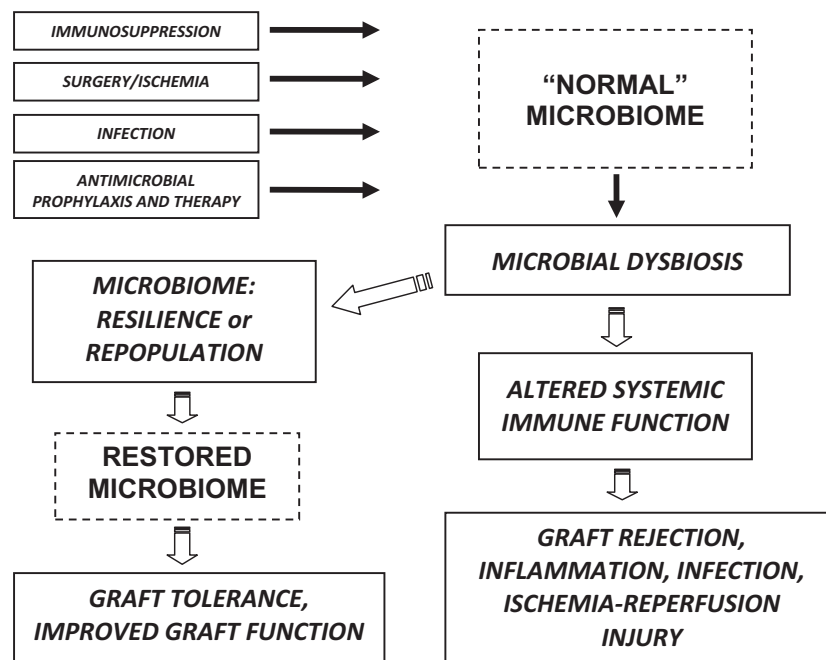 IMMUNOSUPPRESSION
SURGERY/ISCHEMIA
INFECTION
ANTIMICROBIAL
PROPHYLAXIS AND THERAPY
“NORMAL”
MICROBIOME
MICROBIAL DYSBIOSIS
MICROBIOME:
RESILIENCE or
REPOPULATION
ALTERED SYSTEMIC
IMMUNE FUNCTION
RESTORED
MICROBIOME
GRAFT REJECTION,
INFLAMMATION, INFECTION,
ISCHEMIA-REPERFUSION
INJURY
GRAFT TOLERANCE,
IMPROVED GRAFT FUNCTION